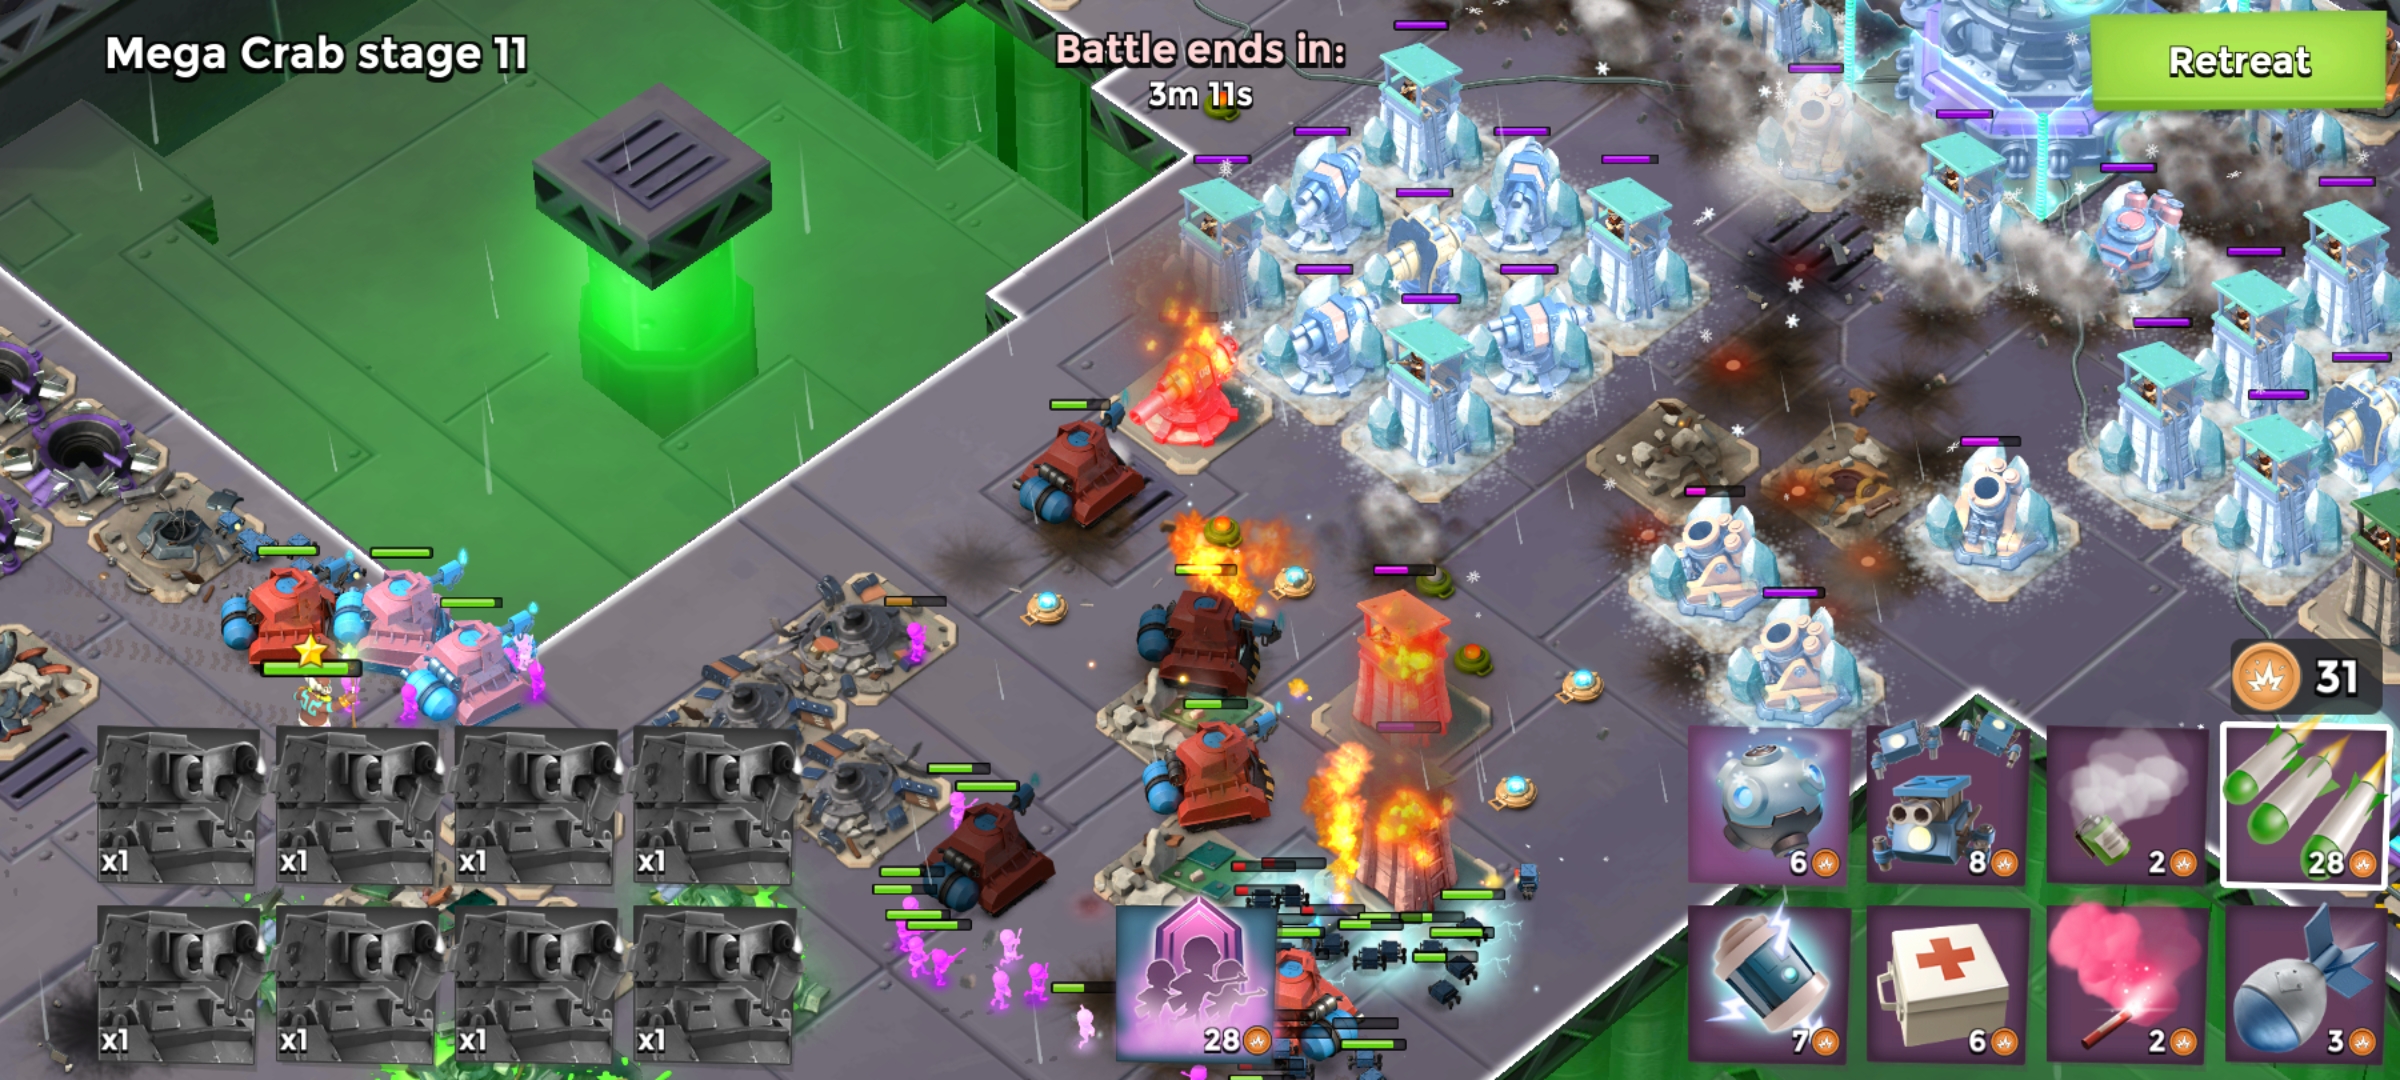 Mega Crab stage 11
Battle ends in:
3m 11s
Retreat
31
x1
x1
x1
x1
6
8
2
28
x1
x1
x1
x1
28
7
6
2
3